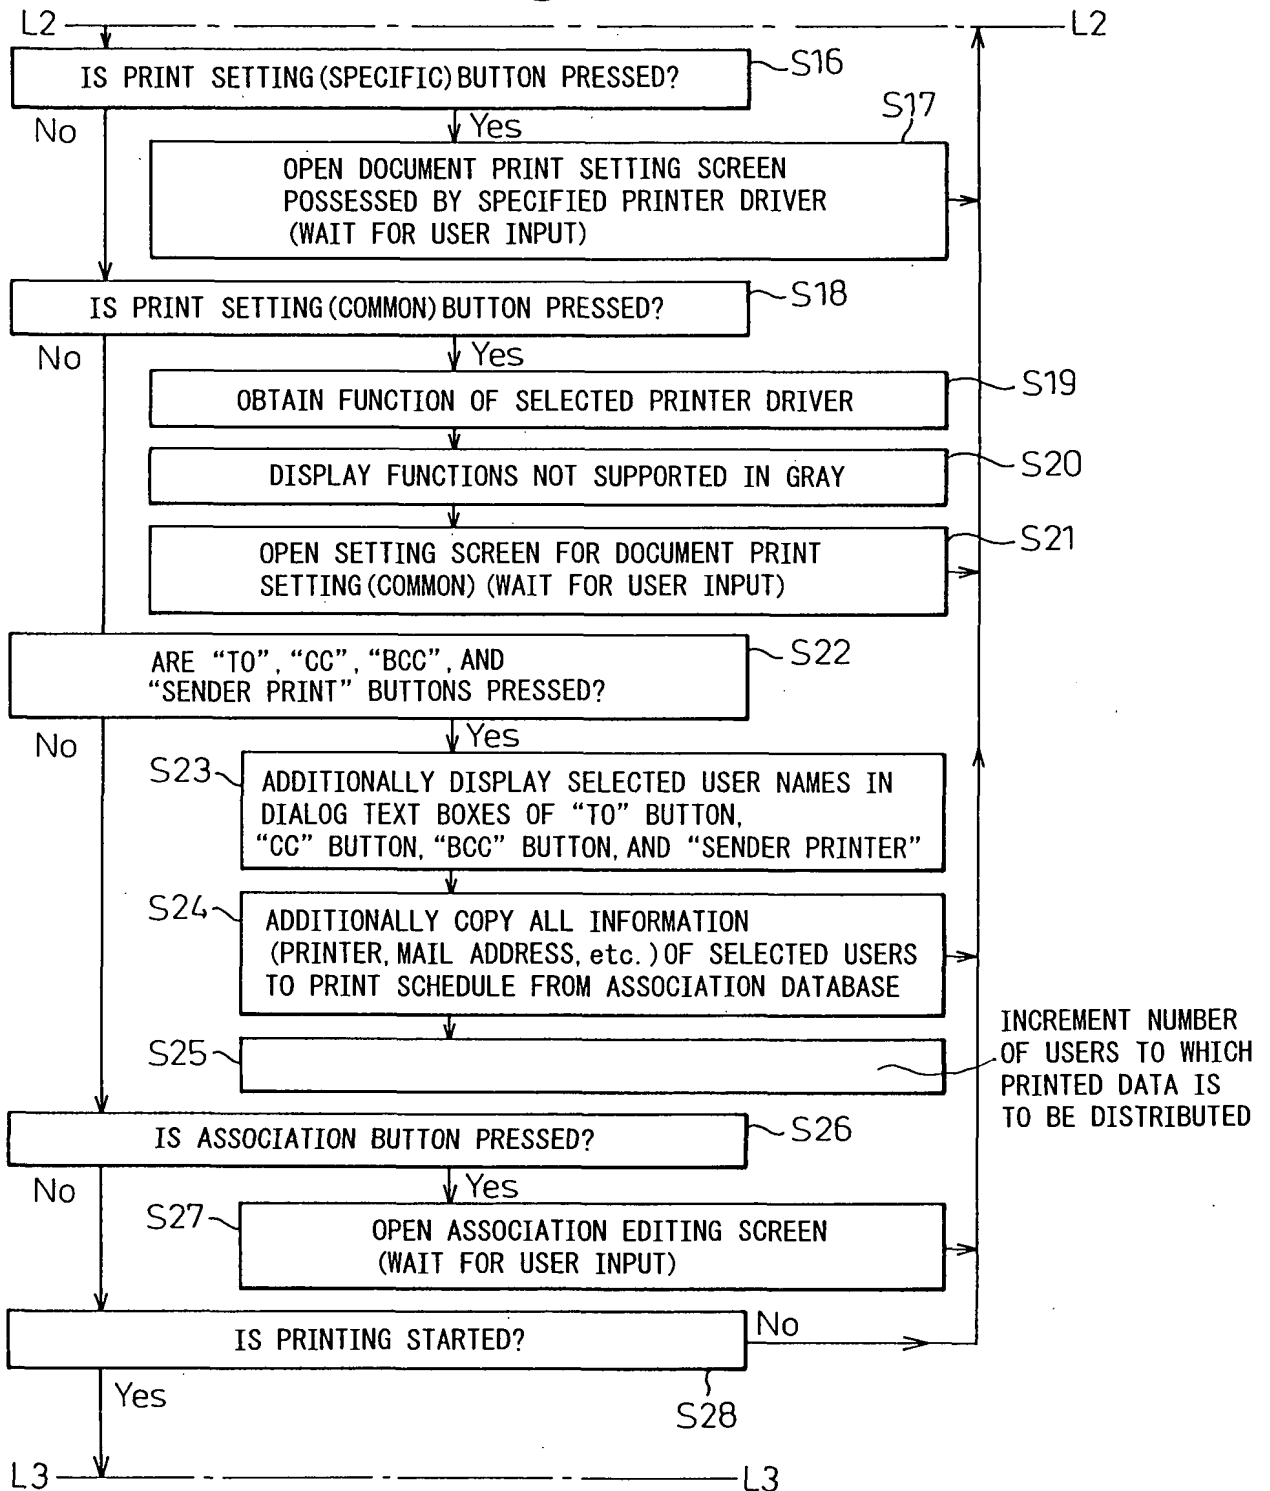 L2
L2
IS PRINT SETTING(SPECIFIC)BUTTON PRESSED?
S16
No
Yes
S17
OPEN DOCUMENT PRINT SETTING SCREEN
POSSESSED BY SPECIFIED PRINTER DRIVER
(WAIT FOR USER INPUT)
IS PRINT SETTING(COMMON)BUTTON PRESSED?
S18
No
Yes
OBTAIN FUNCTION OF SELECTED PRINTER DRIVER
S19
DISPLAY FUNCTIONS NOT SUPPORTED IN GRAY
S20
OPEN SETTING SCREEN FOR DOCUMENT PRINT
SETTING(COMMON)(WAIT FOR USER INPUT)
S21
ARE “TO”, “CC”, “BCC”, AND
“SENDER PRINT” BUTTONS PRESSED?
S22
No
Yes
S23
ADDITIONALLY DISPLAY SELECTED USER NAMES IN
DIALOG TEXT BOXES OF “TO” BUTTON,
“CC” BUTTON, “BCC” BUTTON, AND “SENDER PRINTER”
S24
ADDITIONALLY COPY ALL INFORMATION
(PRINTER, MAIL ADDRESS, etc.)OF SELECTED USERS
TO PRINT SCHEDULE FROM ASSOCIATION DATABASE
S25
INCREMENT NUMBER
OF USERS TO WHICH
PRINTED DATA IS
TO BE DISTRIBUTED
IS ASSOCIATION BUTTON PRESSED?
S26
No
Yes
S27
OPEN ASSOCIATION EDITING SCREEN
(WAIT FOR USER INPUT)
IS PRINTING STARTED?
No
S28
Yes
L3
L3